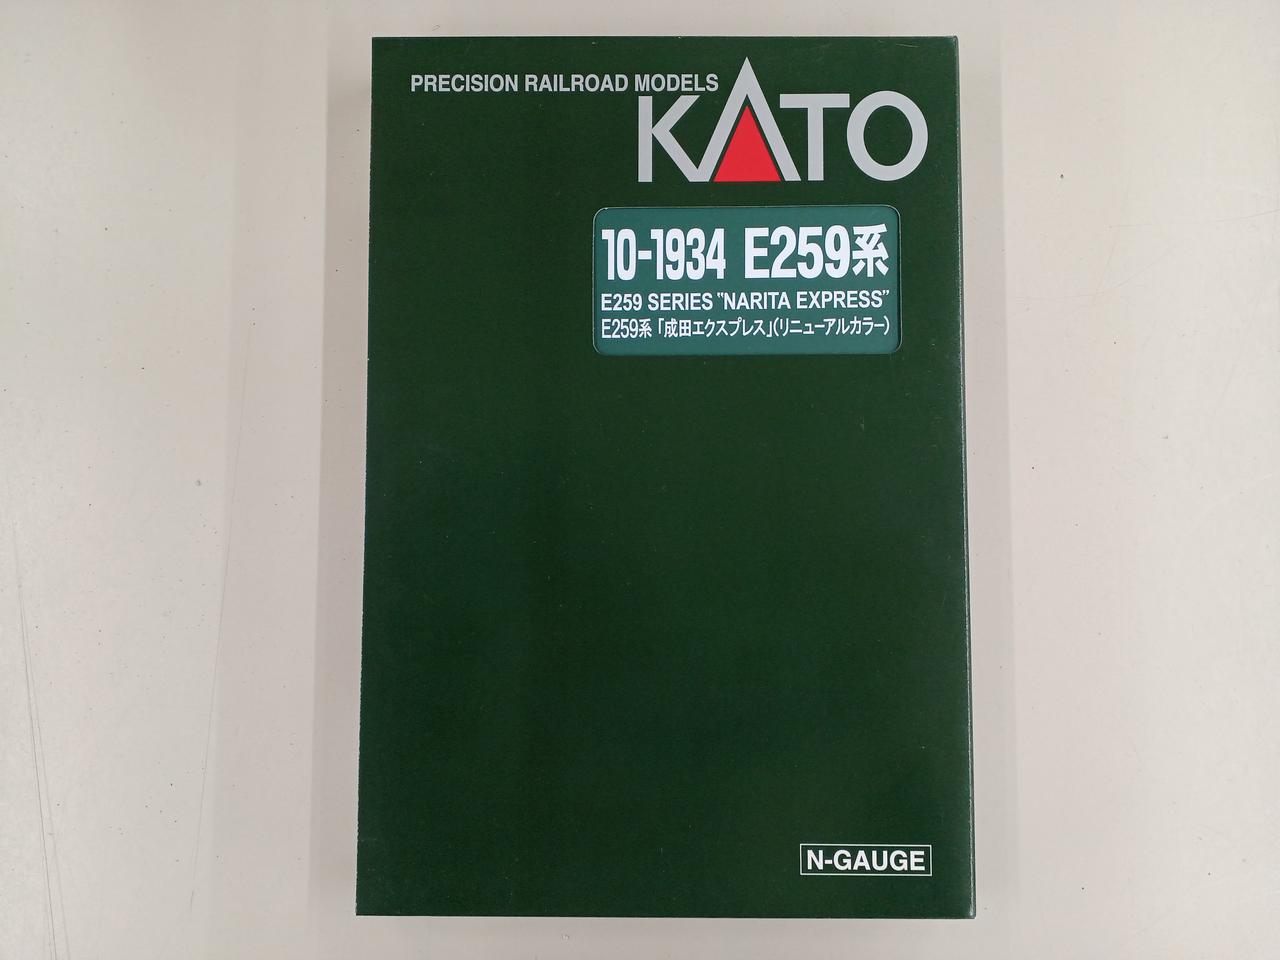 PRECISION RAILROAD MODELS
KATO
10-1934 E259系
E259 SERIES "NARITA EXPRESS"
E259系「成田エクスプレス」(リニューアルカラー)
N-GAUGE